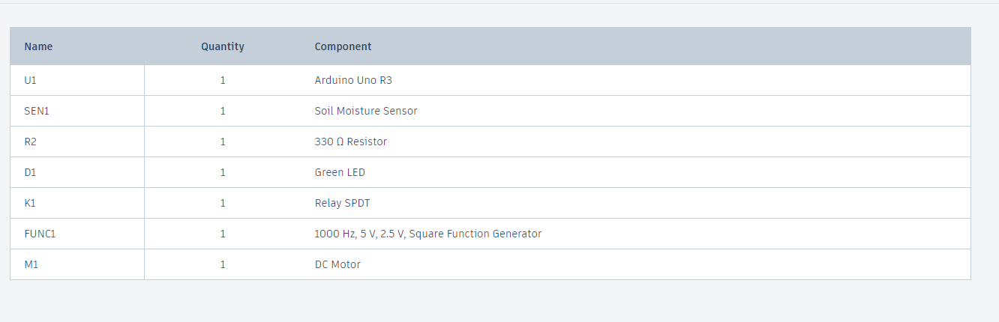 Name Quantity Component
U1 1 Arduino Uno R3
SEN1 1 Soil Moisture Sensor
R2 1 330 Ω Resistor
D1 1 Green LED
K1 1 Relay SPDT
FUNC1 1 1000 Hz, 5 V, 2.5 V, Square Function Generator
M1 1 DC Motor